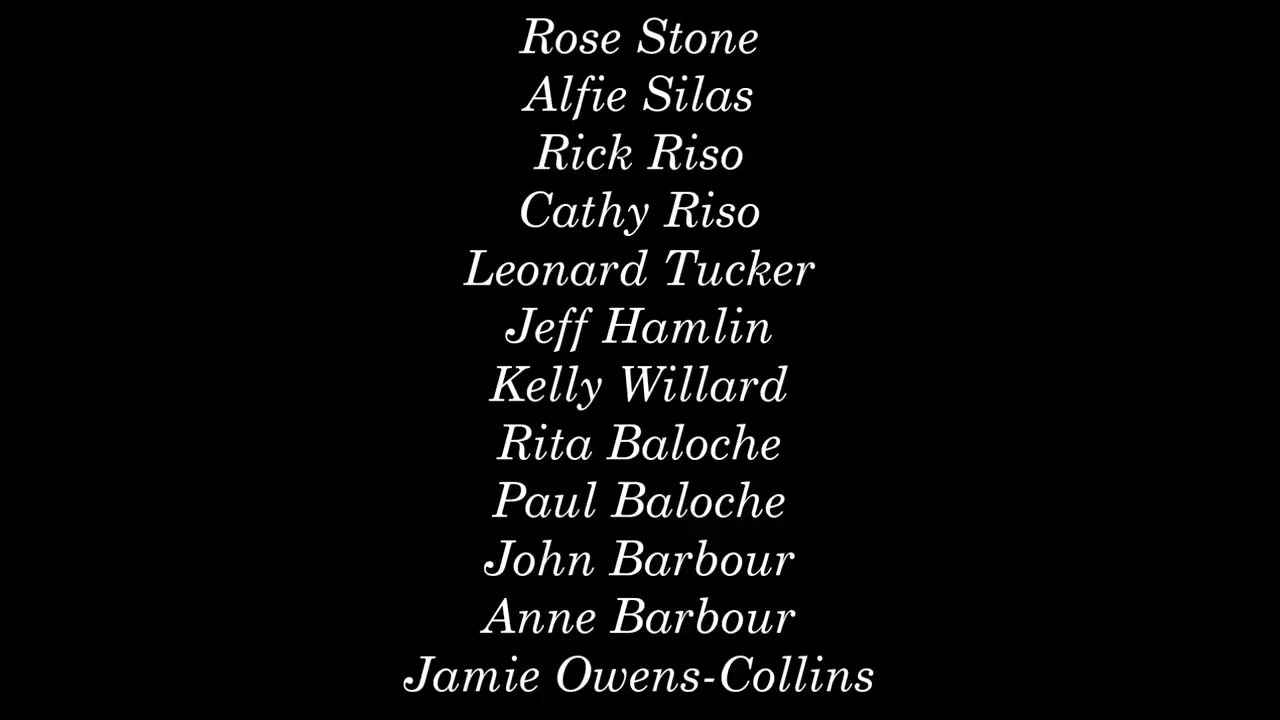 Rose Stone
Alfie Silas
Rick Riso
Cathy Riso
Leonard Tucker
Jeff Hamlin
Kelly Willard
Rita Baloche
Paul Baloche
John Barbour
Anne Barbour
Jamie Owens-Collins